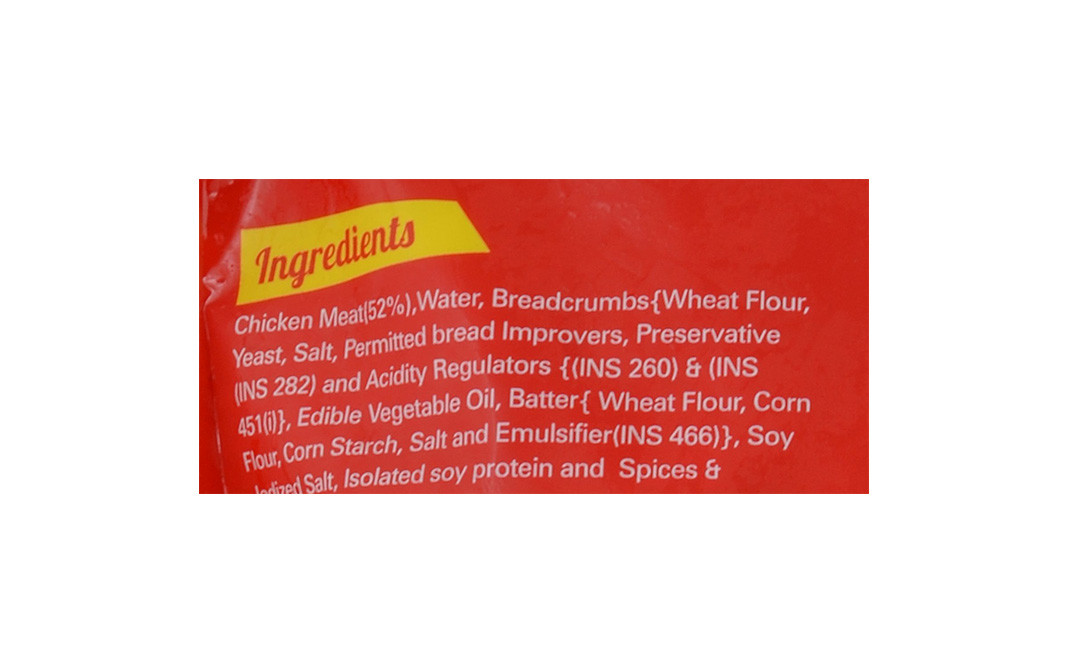 Ingredients
Chicken Meat(52%),Water, Breadcrumbs{Wheat Flour,
Yeast, Salt, Permitted bread Improvers, Preservative
(INS 282) and Acidity Regulators {(INS 260) & (INS
451(i)}, Edible Vegetable Oil, Batter{ Wheat Flour, Corn
Flour, Corn Starch, Salt and Emulsifier(INS 466)}, Soy
Iodized Salt, Isolated soy protein and Spices &